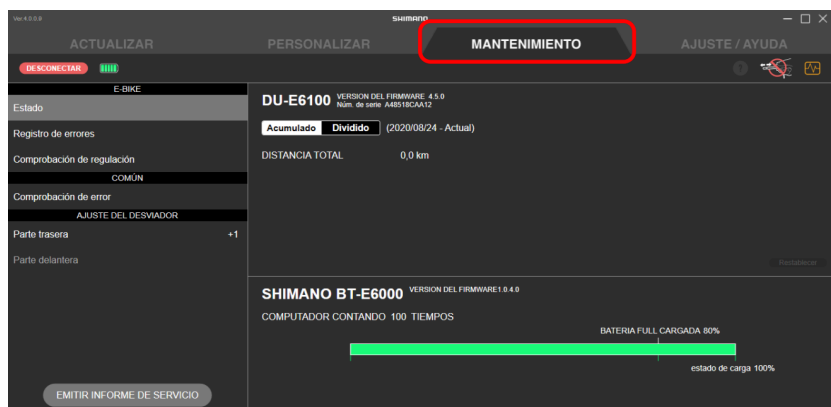 Ver.4.0.0.8
SHIMANO
ACTUALIZAR PERSONALIZAR MANTENIMIENTO AJUSTE / AYUDA
DESCONECTAR
E-BIKE
Estado
Registro de errores
Comprobación de regulación
COMÚN
Comprobación de error
AJUSTE DEL DESVIADOR
Parte trasera +1
Parte delantera
EMITIR INFORME DE SERVICIO
DU-E6100 VERSION DEL FIRMWARE 4.5.0
Núm. de serie A48518CAA12
Acumulado Dividido (2020/08/24 - Actual)
DISTANCIA TOTAL 0,0 km
Restablecer
SHIMANO BT-E6000 VERSION DEL FIRMWARE1.0.4.0
COMPUTADOR CONTANDO 100 TIEMPOS
BATERIA FULL CARGADA 80%
estado de carga 100%